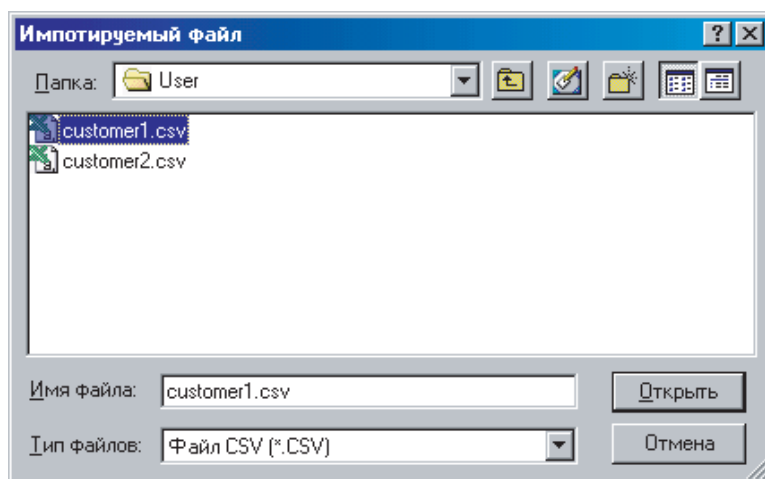 Импотируемый файл
Папка: User
customer1.csv
customer2.csv
Имя файла: customer1.csv Открыть
Тип файлов: Файл CSV (*.CSV) Отмена